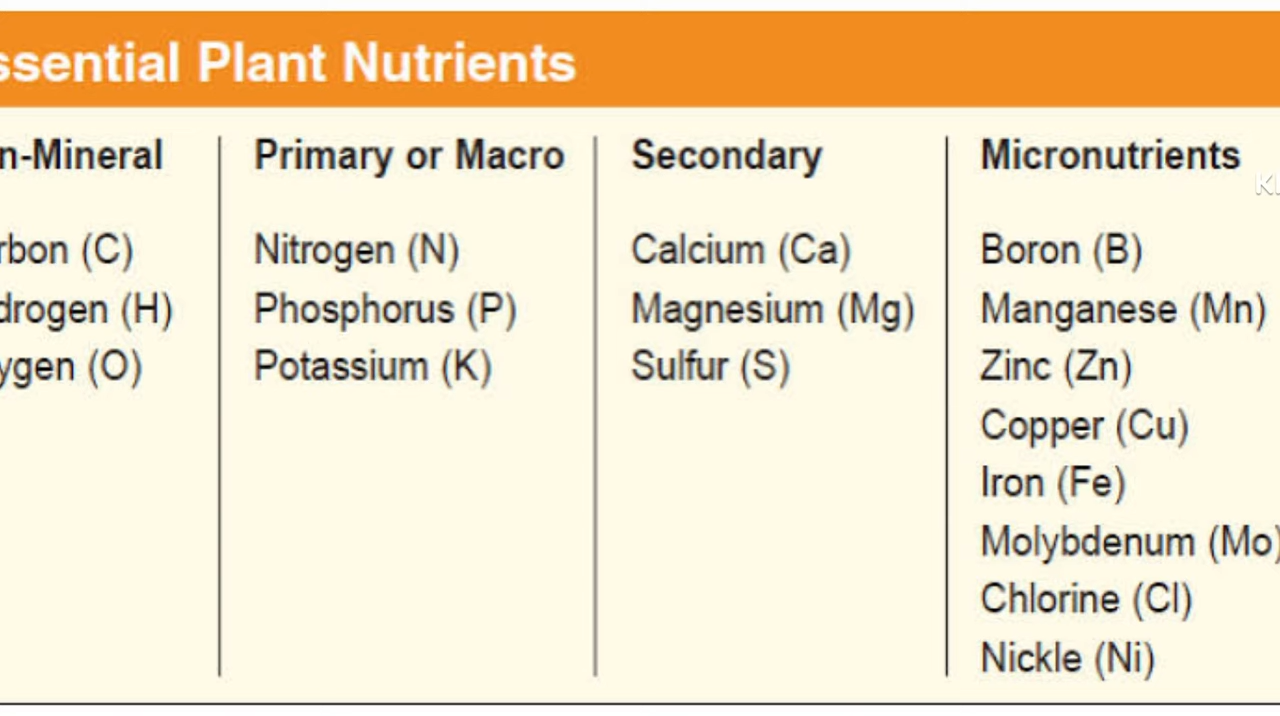 ssential Plant Nutrients
n-Mineral
rbon (C)
drogen (H)
ygen (O)
Primary or Macro
Nitrogen (N)
Phosphorus (P)
Potassium (K)
Secondary
Calcium (Ca)
Magnesium (Mg)
Sulfur (S)
Micronutrients
Boron (B)
Manganese (Mn)
Zinc (Zn)
Copper (Cu)
Iron (Fe)
Molybdenum (Mo)
Chlorine (Cl)
Nickle (Ni)